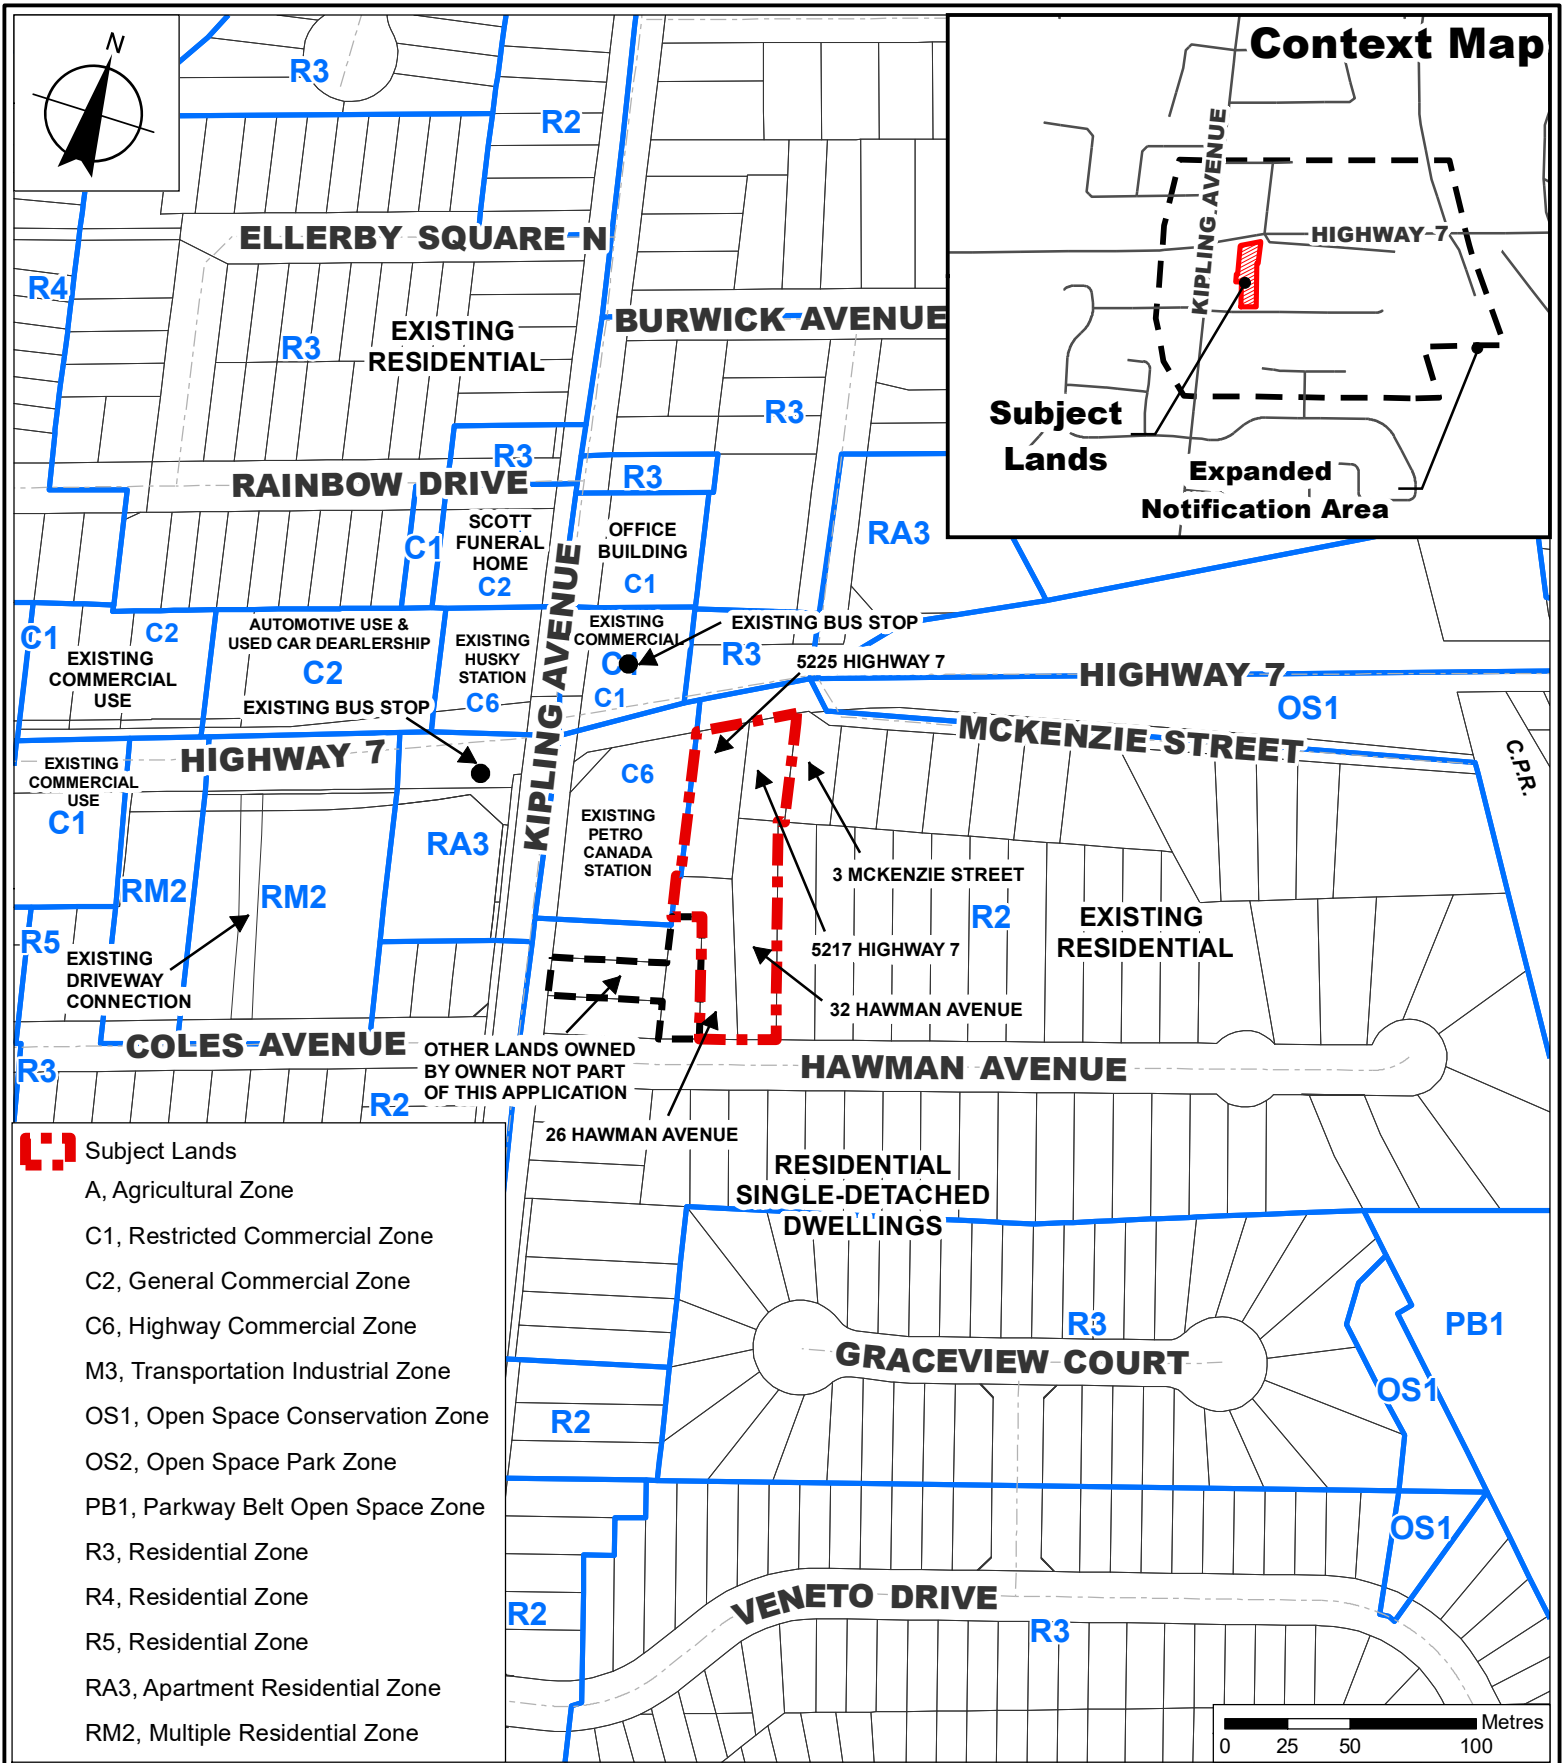 N
R3
R2
Context Map
KIPLING AVENUE
HIGHWAY 7
Subject
Lands
Expanded
Notification Area
ELLERBY SQUARE N
R4
R3
EXISTING
RESIDENTIAL
BURWICK AVENUE
R3
R3
R3
RAINBOW DRIVE
C1
SCOTT
FUNERAL
HOME
C2
OFFICE
BUILDING
C1
RA3
KIPLING AVENUE
C1
C2
EXISTING
COMMERCIAL
USE
AUTOMOTIVE USE &
USED CAR DEARLERSHIP
C2
EXISTING
HUSKY
STATION
C6
EXISTING
COMMERCIAL
C1
C1
EXISTING BUS STOP
R3
5225 HIGHWAY 7
EXISTING BUS STOP
HIGHWAY 7
OS1
MCKENZIE STREET
C.P.R.
HIGHWAY 7
EXISTING
COMMERCIAL
USE
C1
C6
EXISTING
PETRO
CANADA
STATION
KIPLING AVENUE
RA3
RM2
RM2
R5
EXISTING
DRIVEWAY
CONNECTION
3 MCKENZIE STREET
R2
EXISTING
RESIDENTIAL
5217 HIGHWAY 7
32 HAWMAN AVENUE
COLES AVENUE
R3
R2
OTHER LANDS OWNED
BY OWNER NOT PART
OF THIS APPLICATION
HAWMAN AVENUE
26 HAWMAN AVENUE
RESIDENTIAL
SINGLE-DETACHED
DWELLINGS
R3
GRACEVIEW COURT
PB1
OS1
R2
OS1
R2
VENETO DRIVE
R3
Subject Lands
A, Agricultural Zone
C1, Restricted Commercial Zone
C2, General Commercial Zone
C6, Highway Commercial Zone
M3, Transportation Industrial Zone
OS1, Open Space Conservation Zone
OS2, Open Space Park Zone
PB1, Parkway Belt Open Space Zone
R3, Residential Zone
R4, Residential Zone
R5, Residential Zone
RA3, Apartment Residential Zone
RM2, Multiple Residential Zone
Metres
0 25 50 100